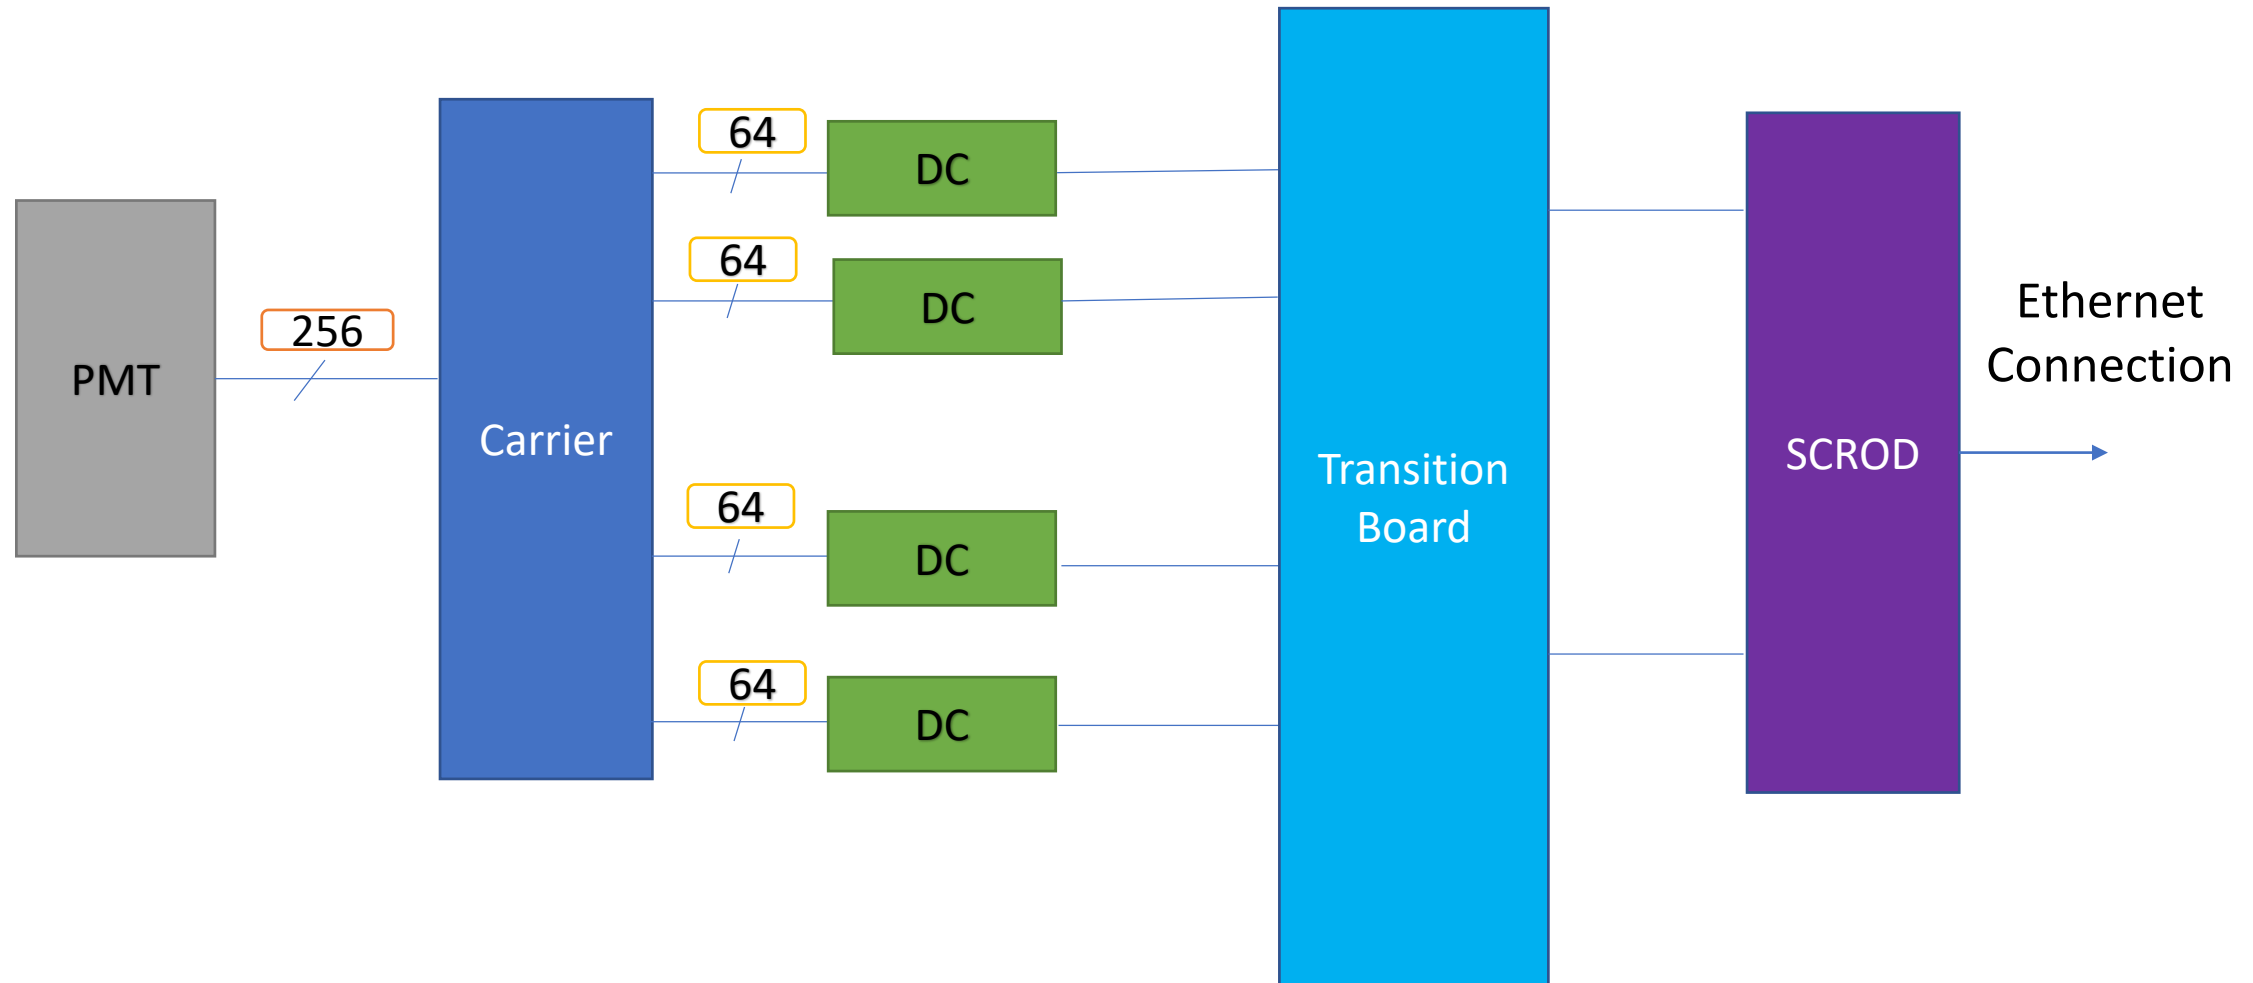 PMT
256
Carrier
64
DC
64
DC
64
DC
64
DC
Transition
Board
SCROD
Ethernet
Connection